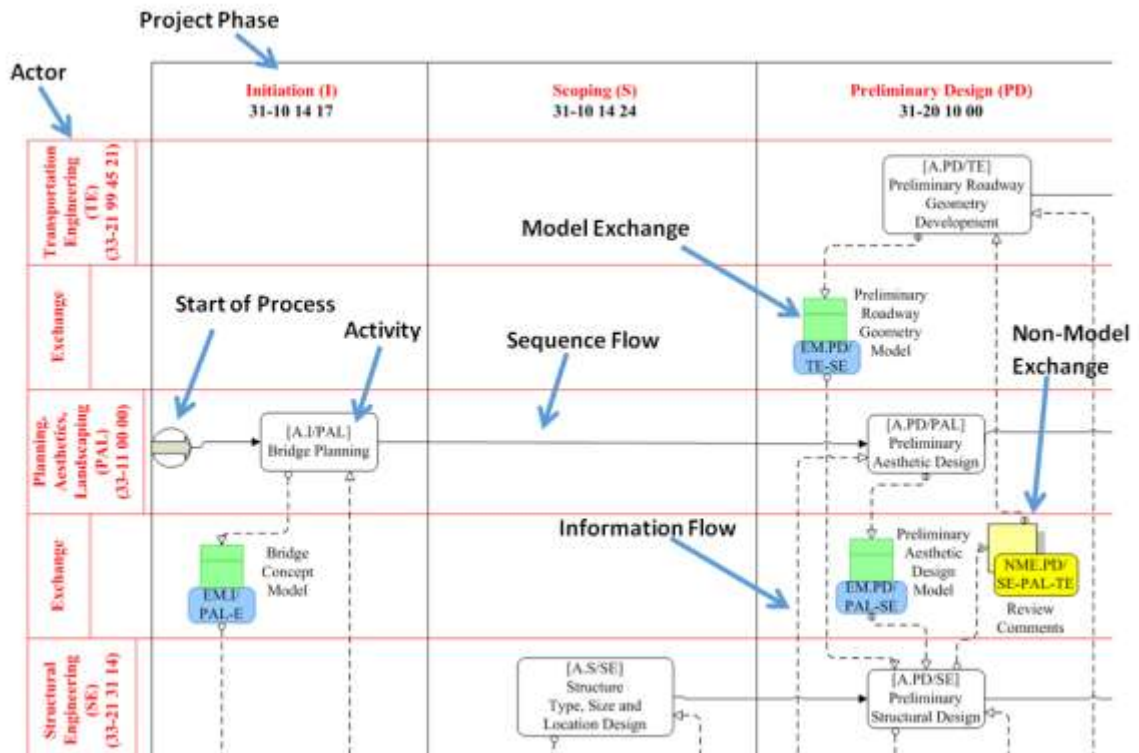 Project Phase
Actor
Initiation (I)
31-10 14 17
Scoping (S)
31-10 14 24
Preliminary Design (PD)
31-20 10 00
Transportation
Engineering
(TE)
(33-21 99 45 21)
[A.PD/TE]
Preliminary Roadway
Geometry
Development
Model Exchange
Exchange
Start of Process
Activity
Sequence Flow
EM.PD/
TE-SE
Preliminary
Roadway
Geometry
Model
Non-Model
Exchange
Planning,
Aesthetics,
Landscaping
(PAL)
(33-11 00 00)
[A.I/PAL]
Bridge Planning
[A.PD/PAL]
Preliminary
Aesthetic Design
Information Flow
Exchange
EM.I/
PAL-E
Bridge
Concept
Model
EM.PD/
PAL-SE
Preliminary
Aesthetic
Design
Model
NME.PD/
SE-PAL-TE
Review
Comments
Structural
Engineering
(SE)
(33-21 31 14)
[A.S/SE]
Structure
Type, Size and
Location Design
[A.PD/SE]
Preliminary
Structural Design